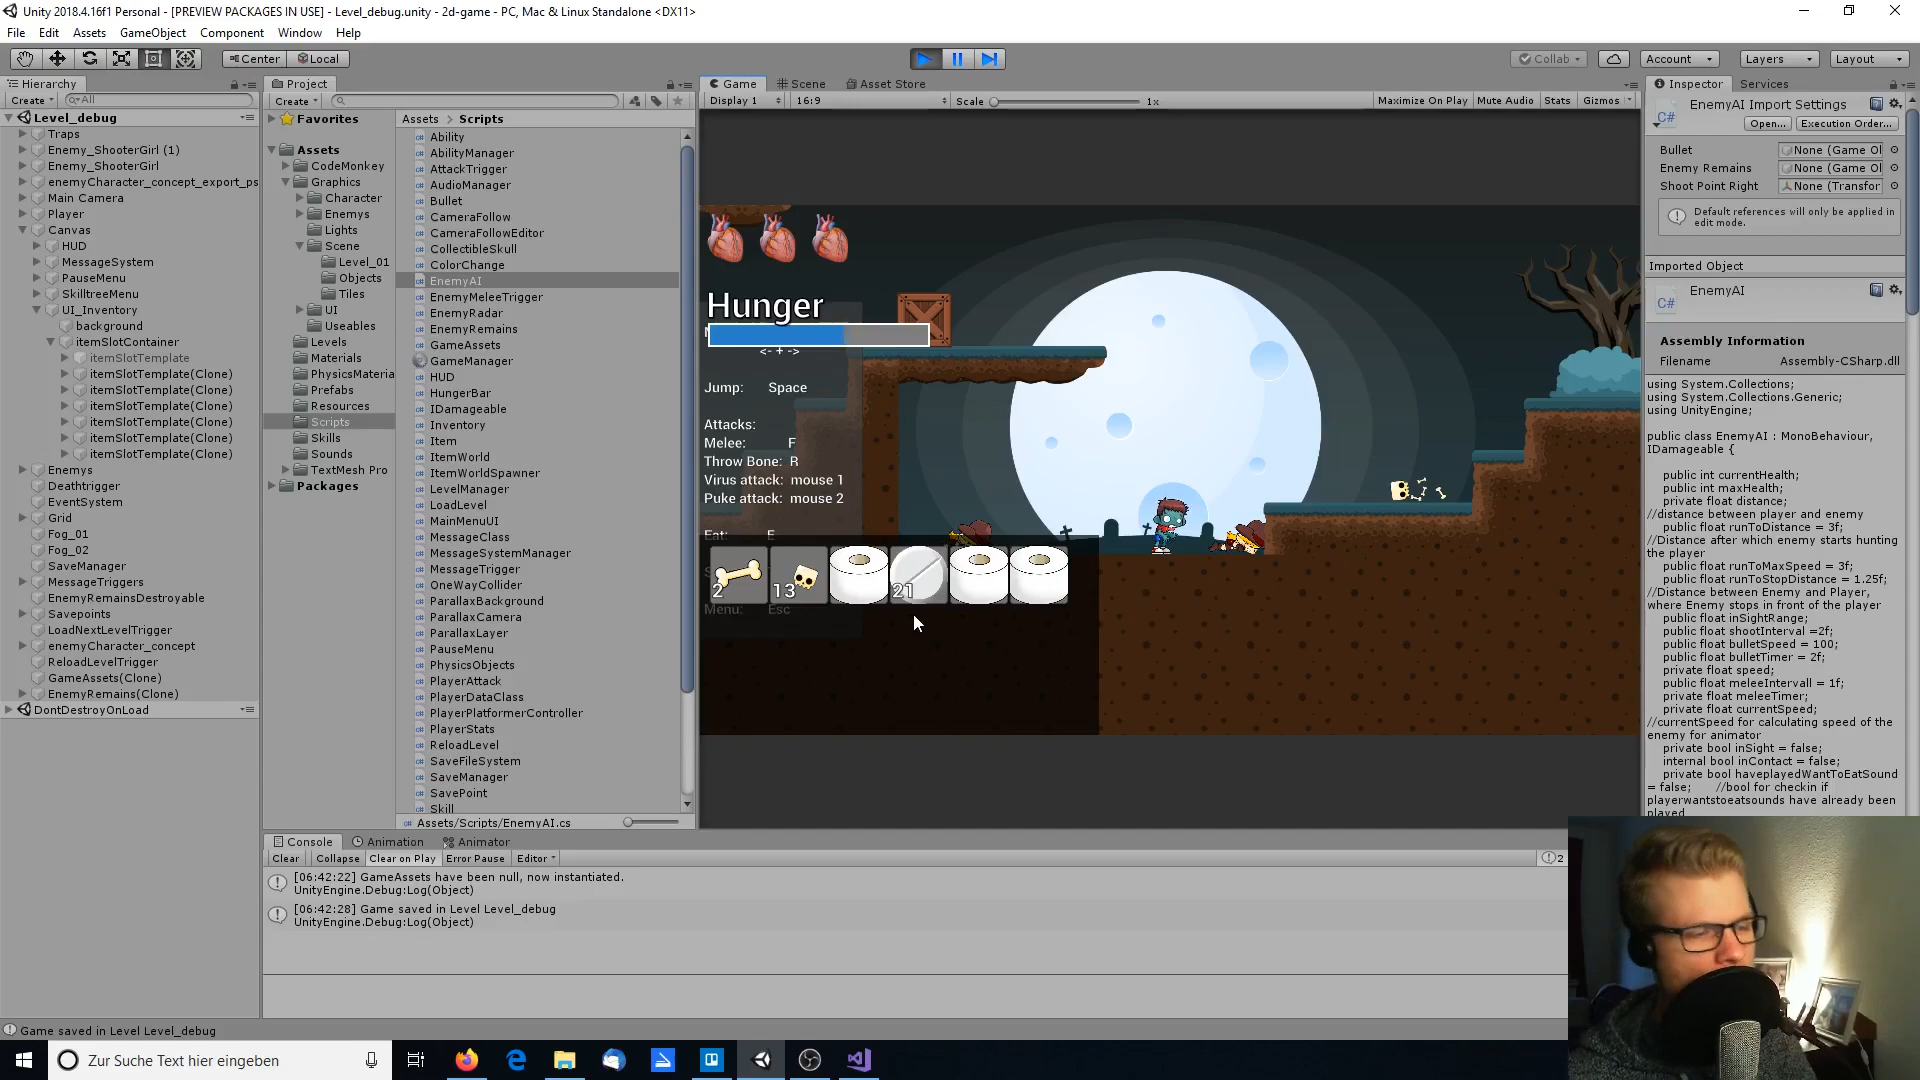 Unity 2018.4.16f1 Personal - [PREVIEW PACKAGES IN USE] - Level_debug.unity - 2d-game - PC, Mac & Linux Standalone <DX11>
File Edit Assets GameObject Component Window Help
Center Local Collab Account Layers Layout
Hierarchy
Create All
Level_debug
Traps
Enemy_ShooterGirl (1)
Enemy_ShooterGirl
enemyCharacter_concept_export_ps
Main Camera
Player
Canvas
HUD
MessageSystem
PauseMenu
SkilltreeMenu
UI_Inventory
background
itemSlotContainer
itemSlotTemplate
itemSlotTemplate(Clone)
itemSlotTemplate(Clone)
itemSlotTemplate(Clone)
itemSlotTemplate(Clone)
itemSlotTemplate(Clone)
itemSlotTemplate(Clone)
Enemys
Deathtrigger
EventSystem
Grid
Fog_01
Fog_02
SaveManager
MessageTriggers
EnemyRemainsDestroyable
Savepoints
LoadNextLevelTrigger
enemyCharacter_concept
ReloadLevelTrigger
GameAssets(Clone)
EnemyRemains(Clone)
DontDestroyOnLoad
Project
Create
Favorites
Assets
CodeMonkey
Graphics
Character
Enemys
Lights
Scene
Level_01
Objects
Tiles
UI
Useables
Levels
Materials
PhysicsMateria
Prefabs
Resources
Scripts
Skills
Sounds
TextMesh Pro
Packages
Assets > Scripts
Ability
AbilityManager
AttackTrigger
AudioManager
Bullet
CameraFollow
CameraFollowEditor
CollectibleSkull
ColorChange
EnemyAI
EnemyMeleeTrigger
EnemyRadar
EnemyRemains
GameAssets
GameManager
HUD
HungerBar
IDamageable
Inventory
Item
ItemWorld
ItemWorldSpawner
LevelManager
LoadLevel
MainMenuUI
MessageClass
MessageSystemManager
MessageTrigger
OneWayCollider
ParallaxBackground
ParallaxCamera
ParallaxLayer
PauseMenu
PhysicsObjects
PlayerAttack
PlayerDataClass
PlayerPlatformerController
PlayerStats
ReloadLevel
SaveFileSystem
SaveManager
SavePoint
Skill
Assets/Scripts/EnemyAI.cs
Game Scene Asset Store
Display 1 16:9 Scale 1x Maximize On Play Mute Audio Stats Gizmos
Hunger
<- + ->
Jump: Space
Attacks:
Melee: F
Throw Bone: R
Virus attack: mouse 1
Puke attack: mouse 2
Eat: E
2 13 21
Menu: Esc
Inspector Services
EnemyAI Import Settings
Open... Execution Order...
Bullet None (Game Ol
Enemy Remains None (Game Ol
Shoot Point Right None (Transfor
Default references will only be applied in
edit mode.
Imported Object
EnemyAI
Assembly Information
Filename Assembly-CSharp.dll
using System.Collections;
using System.Collections.Generic;
using UnityEngine;
public class EnemyAI : MonoBehaviour,
IDamageable {
public int currentHealth;
public int maxHealth;
private float distance;
//distance between player and enemy
public float runToDistance = 3f;
//Distance after which enemy starts hunting
the player
public float runToMaxSpeed = 3f;
public float runToStopDistance = 1.25f;
//Distance between Enemy and Player,
where Enemy stops in front of the player
public float inSightRange;
public float shootInterval =2f;
public float bulletSpeed = 100;
public float bulletTimer = 2f;
private float speed;
public float meleeIntervall = 1f;
private float meleeTimer;
private float currentSpeed;
//currentSpeed for calculating speed of the
enemy for animator
private bool inSight = false;
internal bool inContact = false;
private bool haveplayedWantToEatSound
= false; //bool for checkin if
playerwantstoeatsounds have already been
played
Console Animation Animator
Clear Collapse Clear on Play Error Pause Editor 2
[06:42:22] GameAssets have been null, now instantiated.
UnityEngine.Debug:Log(Object)
[06:42:28] Game saved in Level Level_debug
UnityEngine.Debug:Log(Object)
Game saved in Level Level_debug
Zur Suche Text hier eingeben